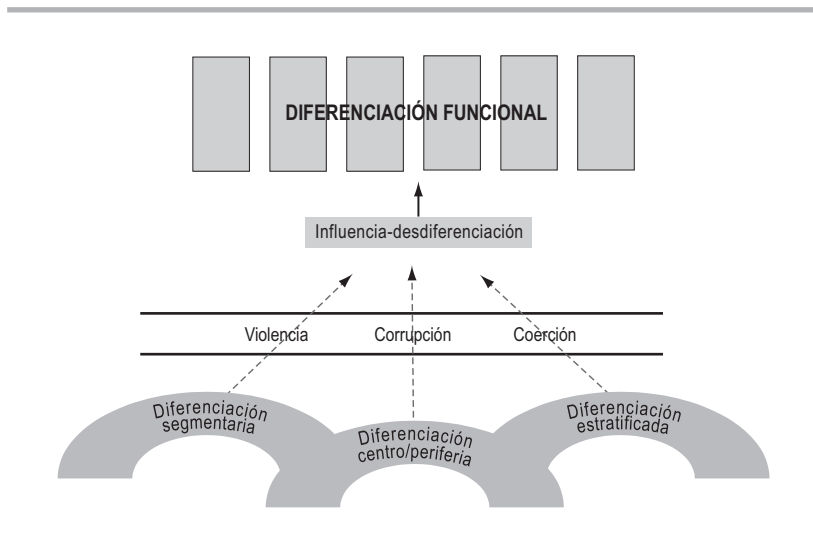 DIFERENCIACIÓN FUNCIONAL
Influencia-desdiferenciación
Violencia
Corrupción
Coerción
Diferenciación
segmentaria
Diferenciación
centro/periferia
Diferenciación
estratificada